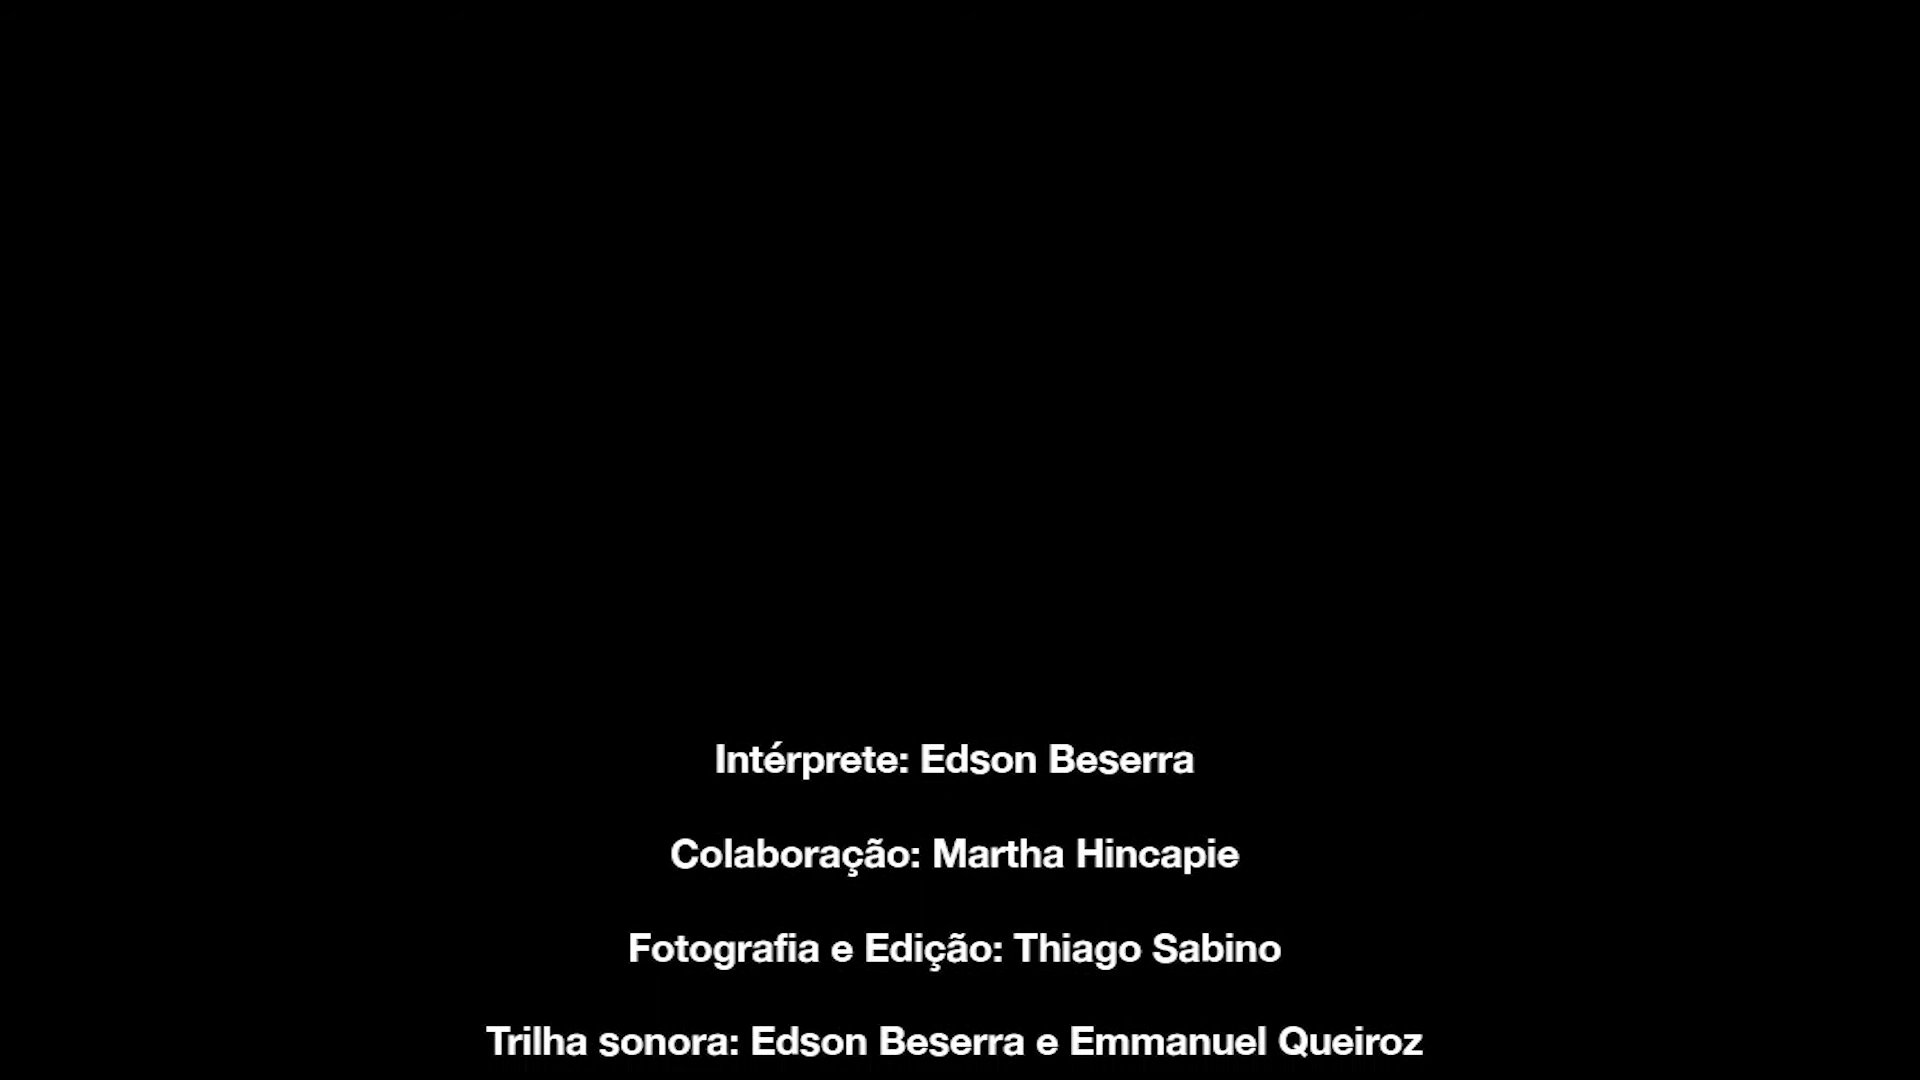 Intérprete: Edson Beserra
Colaboração: Martha Hincapie
Fotografia e Edição: Thiago Sabino
Trilha sonora: Edson Beserra e Emmanuel Queiroz